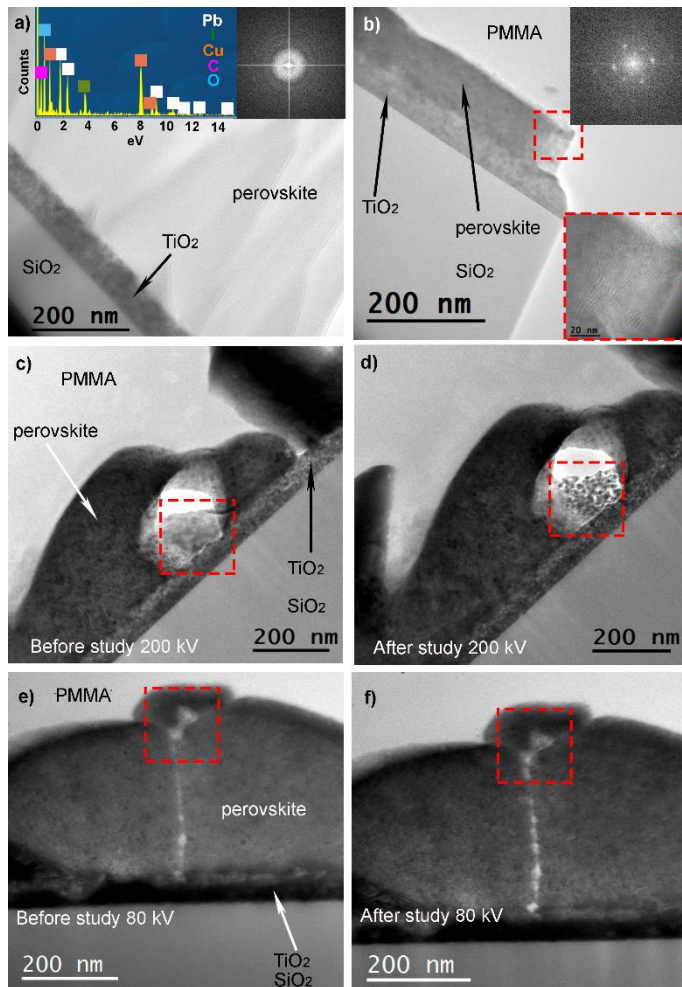 a)
Counts
Pb
I
Cu
C
O
0 2 4 6 8 10 12 14
eV
perovskite
TiO2
SiO2
200 nm
b)
PMMA
TiO2
perovskite
SiO2
200 nm
20 nm
c)
PMMA
perovskite
TiO2
SiO2
Before study 200 kV
200 nm
d)
After study 200 kV
200 nm
e)
PMMA
perovskite
Before study 80 kV
200 nm
TiO2
SiO2
f)
After study 80 kV
200 nm